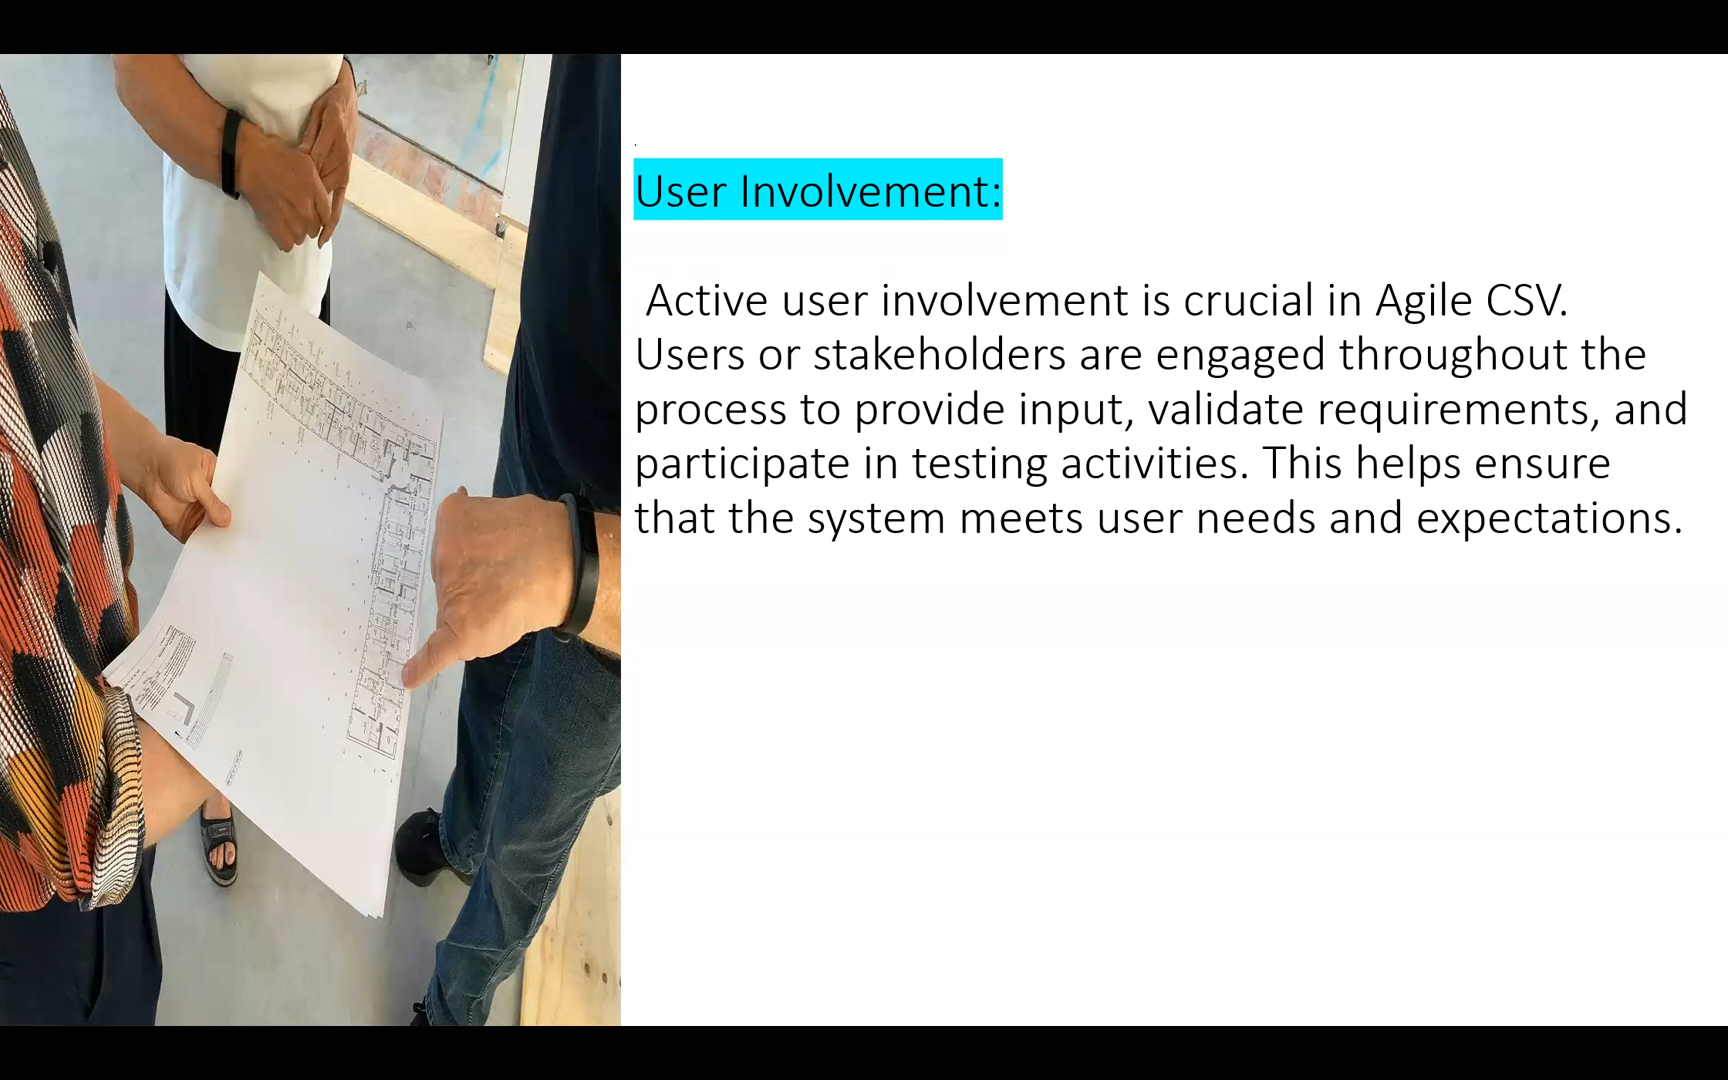 .
User Involvement:
Active user involvement is crucial in Agile CSV.
Users or stakeholders are engaged throughout the
process to provide input, validate requirements, and
participate in testing activities. This helps ensure
that the system meets user needs and expectations.